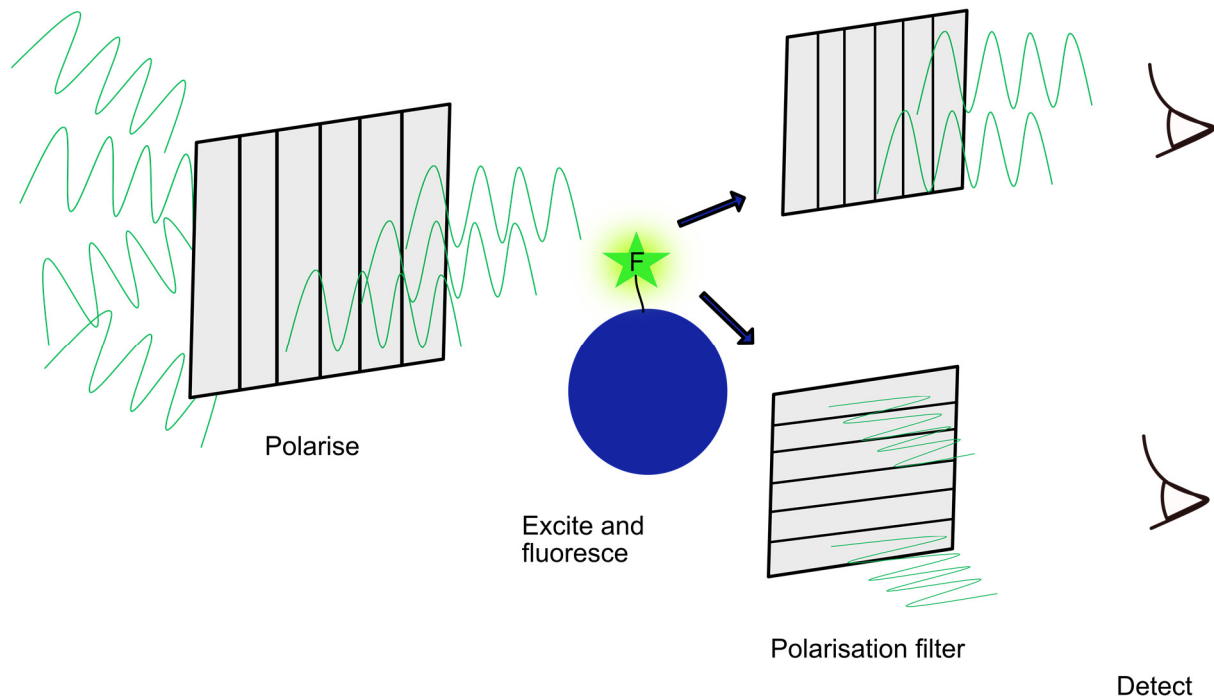 F
Polarise
Excite and
fluoresce
Polarisation filter
Detect